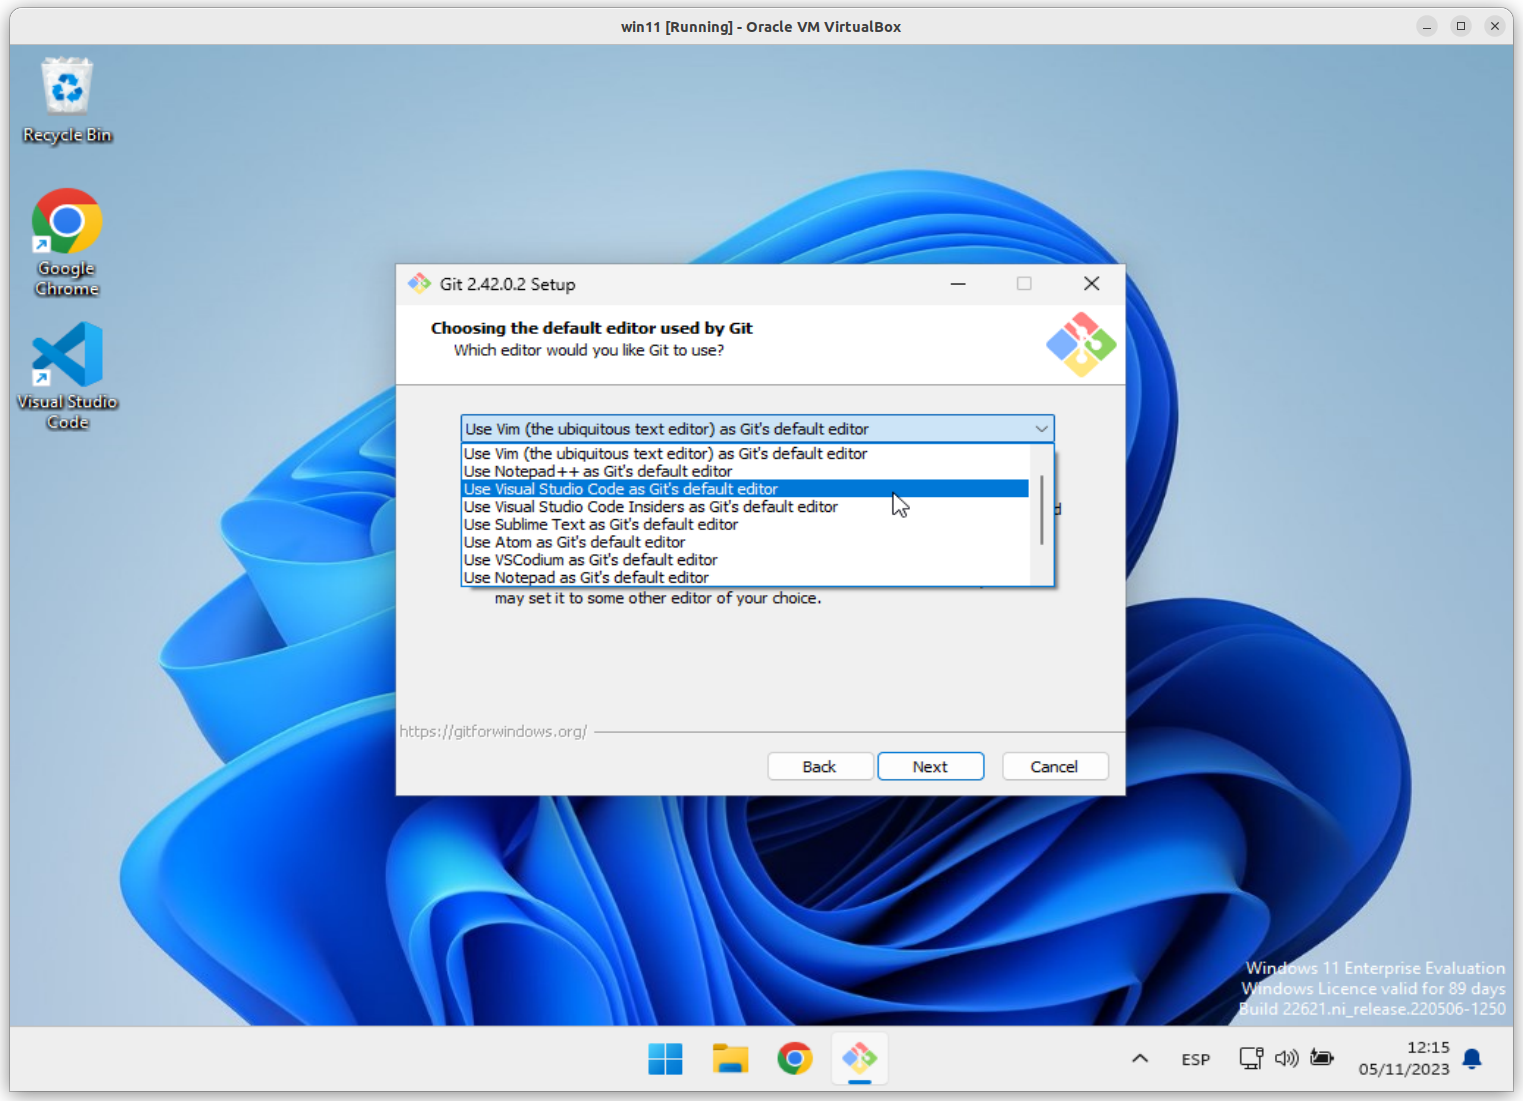 win11 [Running] - Oracle VM VirtualBox
Recycle Bin
Google
Chrome
Visual Studio
Code
Git 2.42.0.2 Setup
Choosing the default editor used by Git
Which editor would you like Git to use?
Use Vim (the ubiquitous text editor) as Git's default editor
Use Vim (the ubiquitous text editor) as Git's default editor
Use Notepad++ as Git's default editor
Use Visual Studio Code as Git's default editor
Use Visual Studio Code Insiders as Git's default editor
Use Sublime Text as Git's default editor
Use Atom as Git's default editor
Use VSCodium as Git's default editor
Use Notepad as Git's default editor
may set it to some other editor of your choice.
https://gitforwindows.org/
Back
Next
Cancel
Windows 11 Enterprise Evaluation
Windows Licence valid for 89 days
Build 22621.ni_release.220506-1250
ESP
12:15
05/11/2023